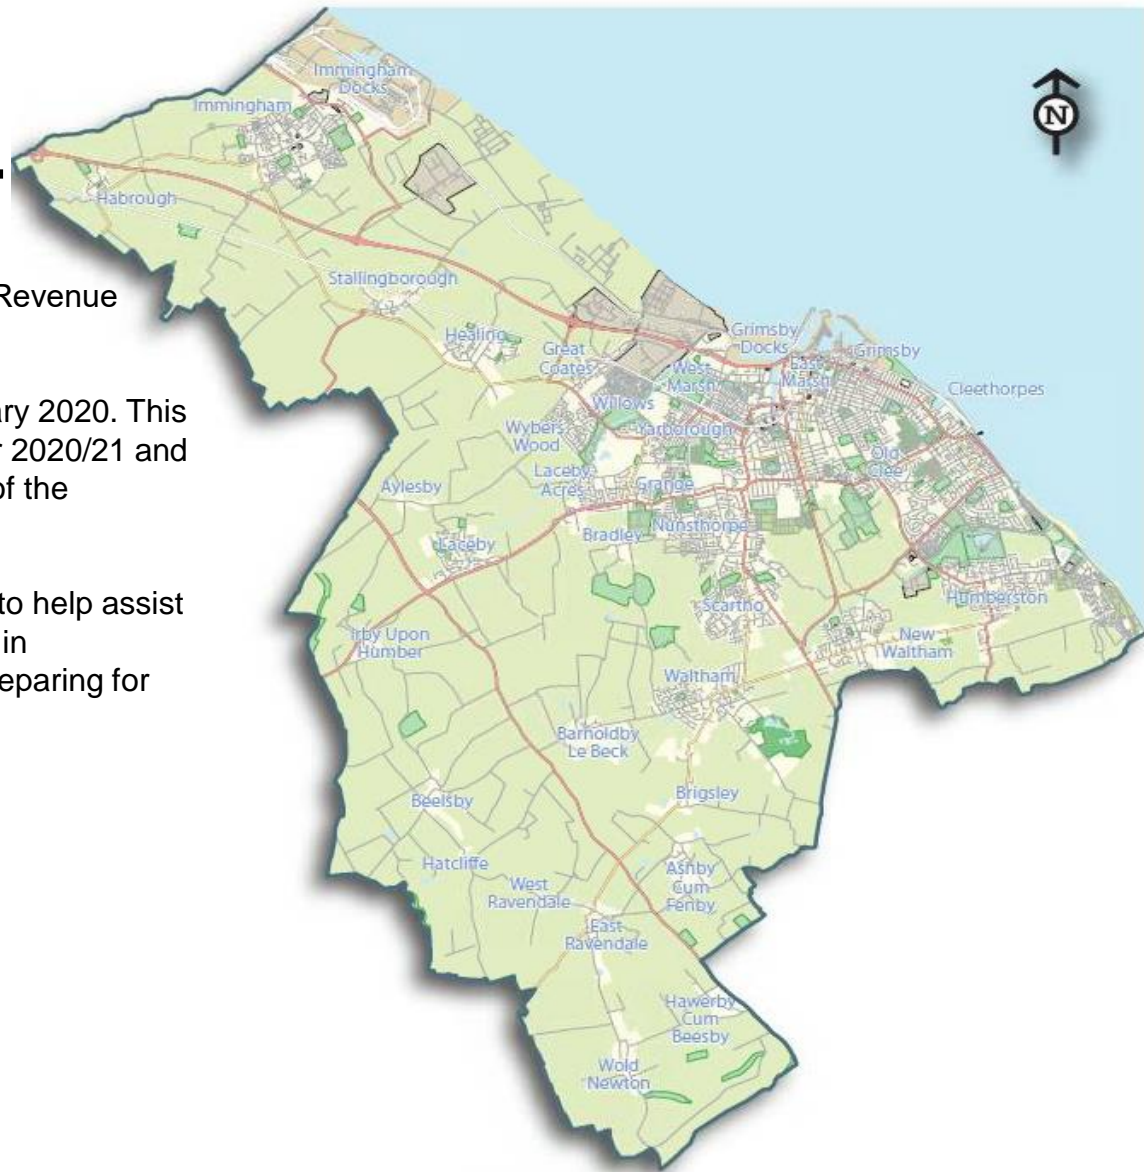 Revenue
ary 2020. This
r 2020/21 and
of the
to help assist
in
eparing for
N
Immingham
Docks
Immingham
Habrough
Stallingborough
Healing
Great
Coates
Grimsby
Docks
Grimsby
West
Marsh
East
Marsh
Cleethorpes
Willows
Wybers
Wood
Yarborough
Old
Clee
Laceby
Acres
Grange
Aylesby
Nunsthorpe
Bradley
Laceby
Humberston
Scartho
Irby Upon
Humber
New
Waltham
Waltham
Barnoldby
Le Beck
Beelsby
Brigsley
Hatcliffe
Ashby
Cum
Fenby
West
Ravendale
East
Ravendale
Hawerby
Cum
Beesby
Wold
Newton